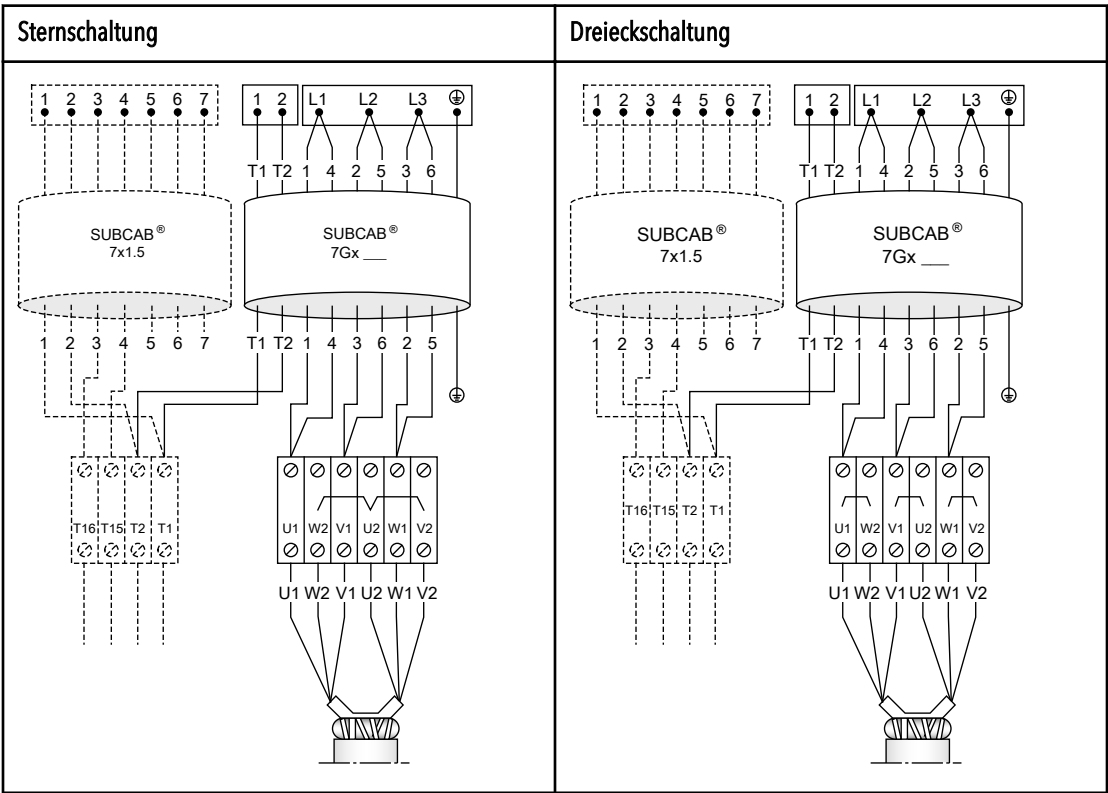 Sternschaltung
1 2 3 4 5 6 7
1 2 L1 L2 L3
T1 T2 1 4 2 5 3 6
SUBCAB®
7x1.5
SUBCAB®
7Gx ___
1 2 3 4 5 6 7
T1 T2 1 4 3 6 2 5
T16 T15 T2 T1
U1 W2 V1 U2 W1 V2
U1 W2 V1 U2 W1 V2
Dreieckschaltung
1 2 3 4 5 6 7
1 2 L1 L2 L3
T1 T2 1 4 2 5 3 6
SUBCAB®
7x1.5
SUBCAB®
7Gx ___
1 2 3 4 5 6 7
T1 T2 1 4 3 6 2 5
T16 T15 T2 T1
U1 W2 V1 U2 W1 V2
U1 W2 V1 U2 W1 V2